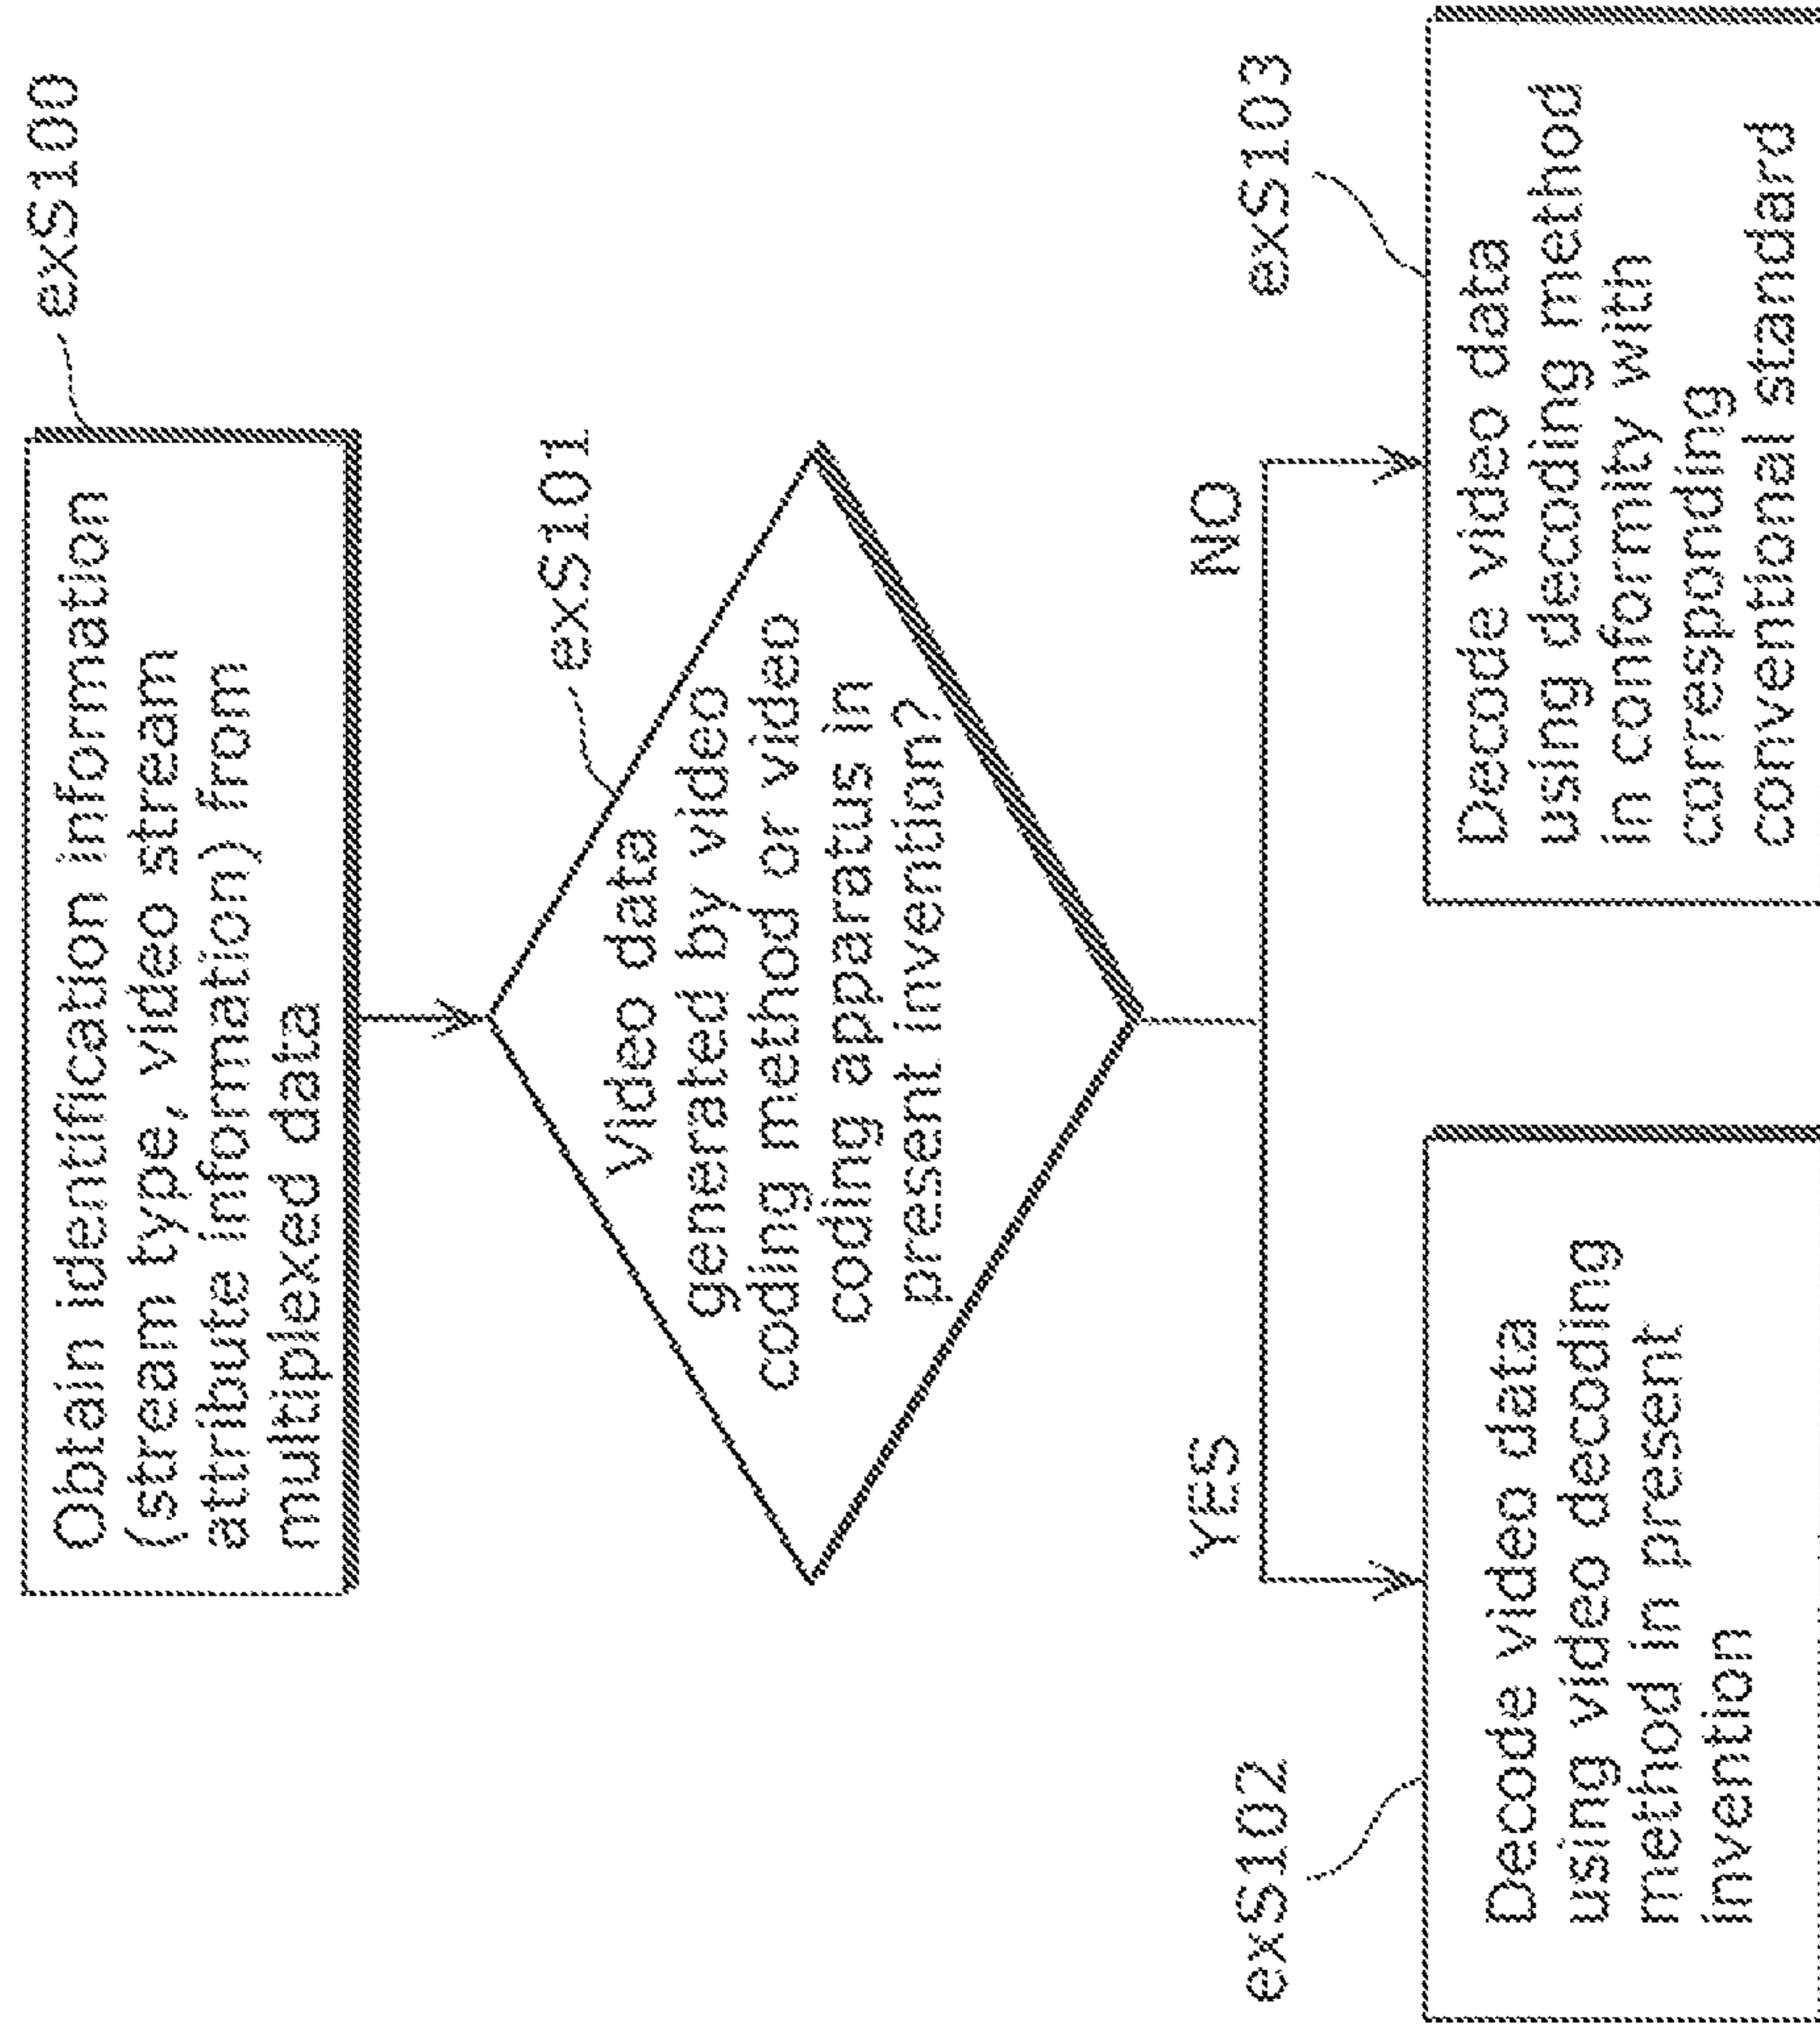 exS100
Obtain identification information
(stream type, video stream
attribute information) from
multiplexed data
exS101
Video data
generated by video
coding method or video
coding apparatus in
present invention?
YES
NO
exS102
Decode video data
using video decoding
method in present
invention
exS103
Decode video data
using decoding method
in conformity with
corresponding
conventional standard